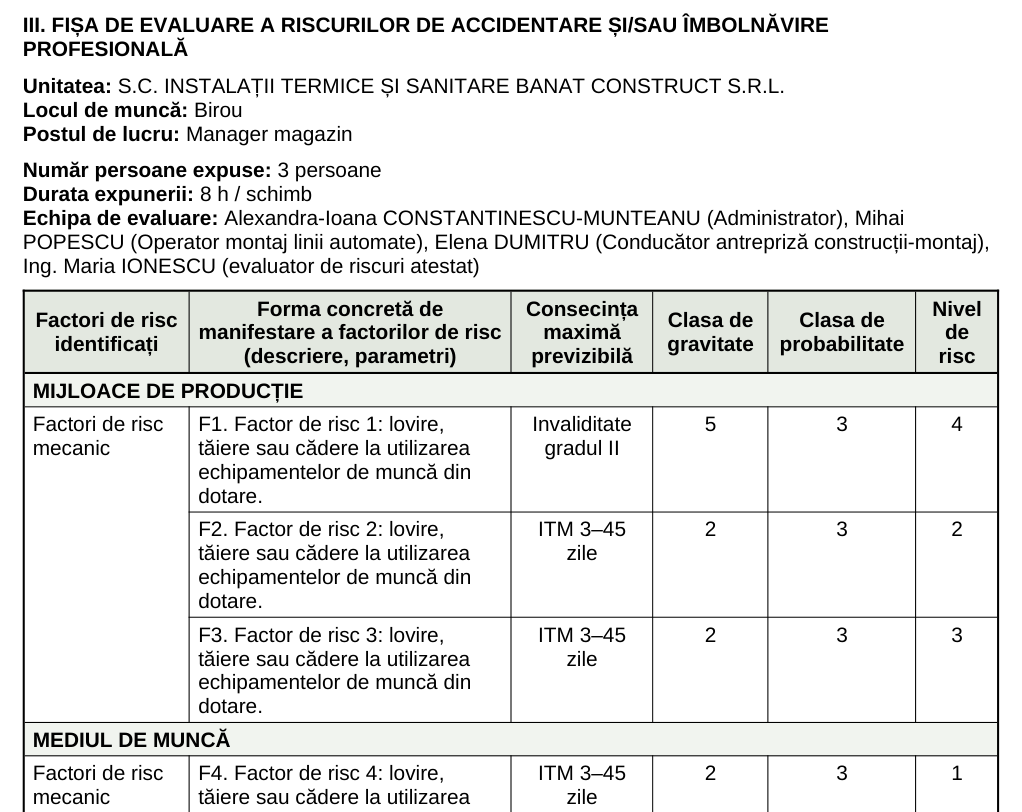 III. FIȘA DE EVALUARE A RISCURILOR DE ACCIDENTARE ȘI/SAU ÎMBOLNĂVIRE
PROFESIONALĂ
Unitatea: S.C. INSTALAȚII TERMICE ȘI SANITARE BANAT CONSTRUCT S.R.L.
Locul de muncă: Birou
Postul de lucru: Manager magazin
Număr persoane expuse: 3 persoane
Durata expunerii: 8 h / schimb
Echipa de evaluare: Alexandra-Ioana CONSTANTINESCU-MUNTEANU (Administrator), Mihai
POPESCU (Operator montaj linii automate), Elena DUMITRU (Conducător antrepriză construcții-montaj),
Ing. Maria IONESCU (evaluator de riscuri atestat)
Factori de risc
identificați
Forma concretă de
manifestare a factorilor de risc
(descriere, parametri)
Consecința
maximă
previzibilă
Clasa de
gravitate
Clasa de
probabilitate
Nivel
de
risc
MIJLOACE DE PRODUCȚIE
Factori de risc
mecanic
F1. Factor de risc 1: lovire,
tăiere sau cădere la utilizarea
echipamentelor de muncă din
dotare.
Invaliditate
gradul II
5
3
4
F2. Factor de risc 2: lovire,
tăiere sau cădere la utilizarea
echipamentelor de muncă din
dotare.
ITM 3–45
zile
2
3
2
F3. Factor de risc 3: lovire,
tăiere sau cădere la utilizarea
echipamentelor de muncă din
dotare.
ITM 3–45
zile
2
3
3
MEDIUL DE MUNCĂ
Factori de risc
mecanic
F4. Factor de risc 4: lovire,
tăiere sau cădere la utilizarea
ITM 3–45
zile
2
3
1